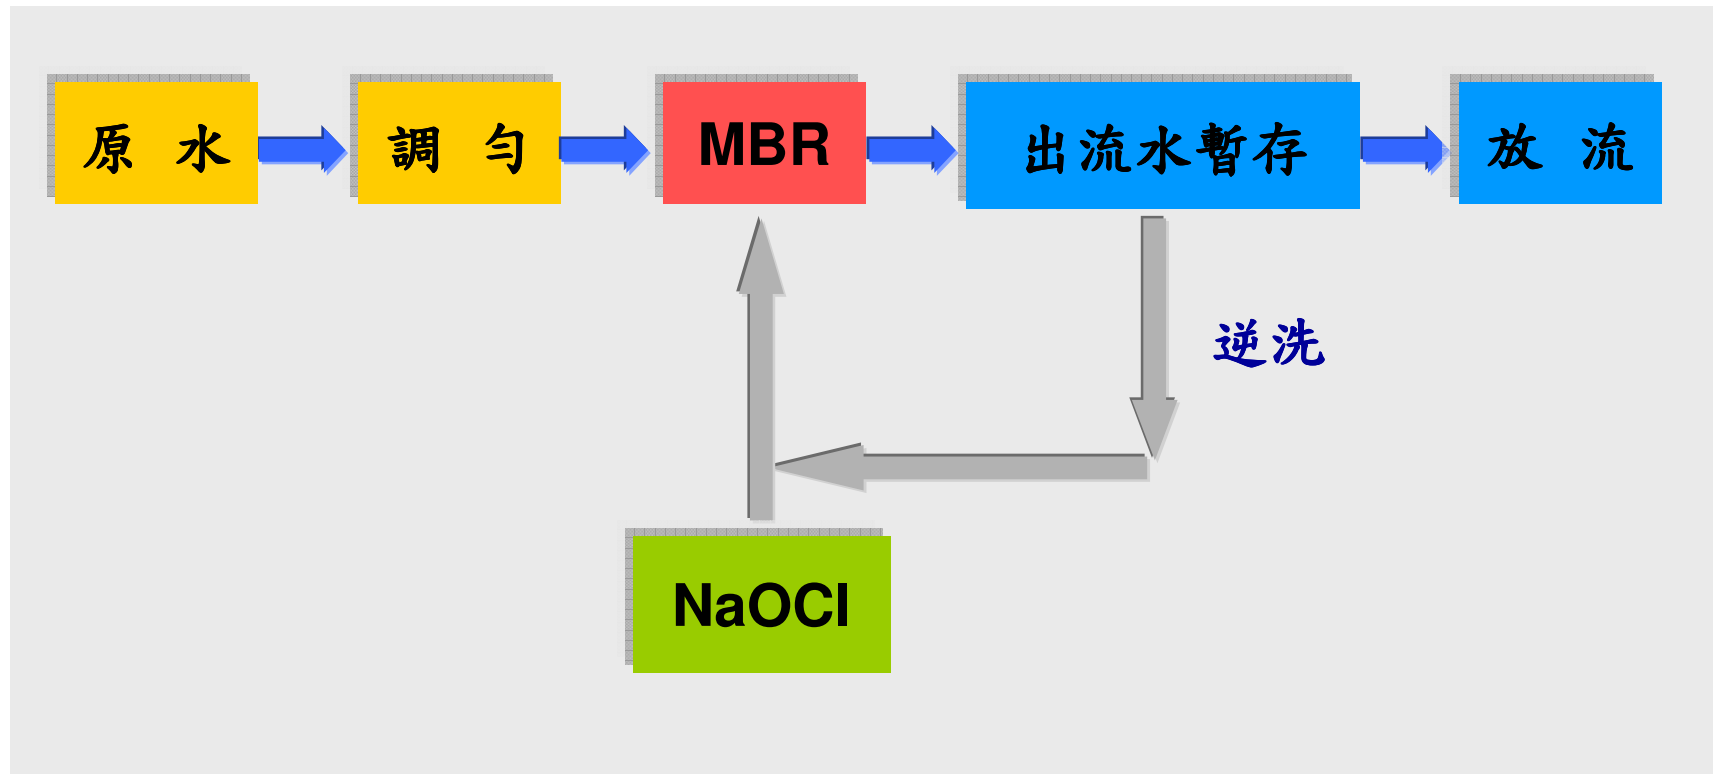 原 水
調 勻
MBR
出流水暫存
放 流
逆洗
NaOCl